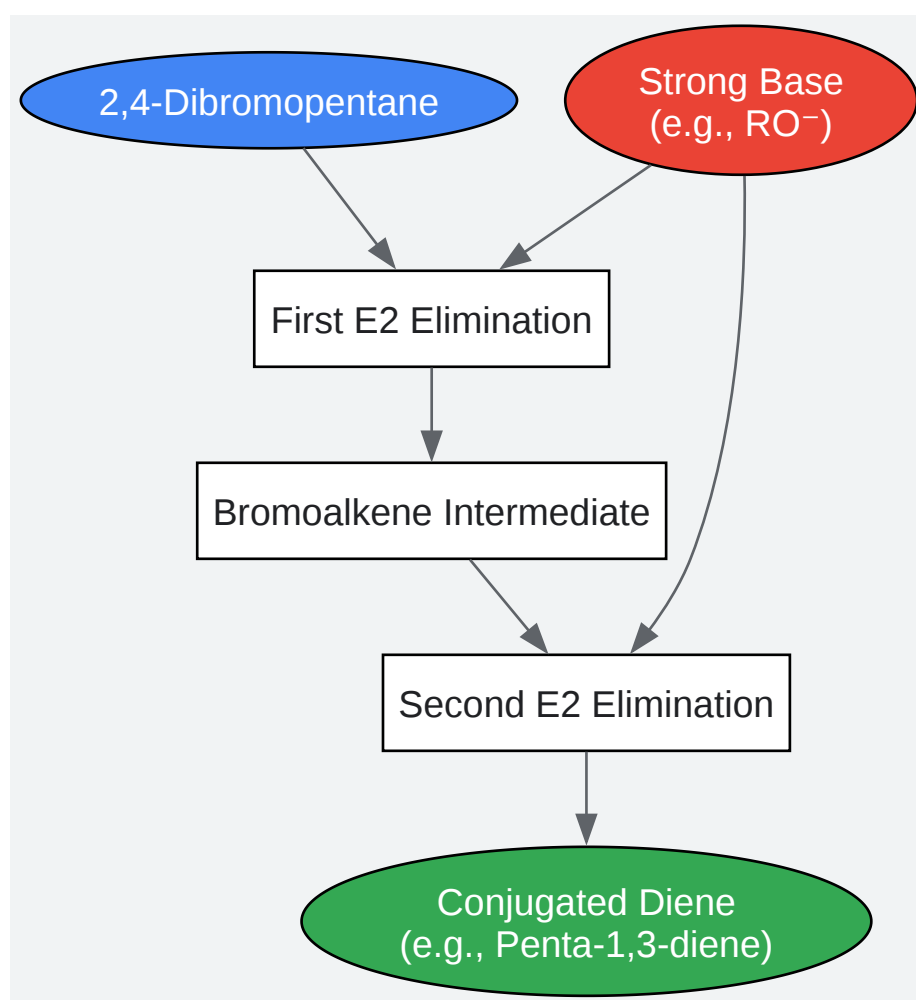 2,4-Dibromopentane
Strong Base
(e.g., RO⁻)
First E2 Elimination
Bromoalkene Intermediate
Second E2 Elimination
Conjugated Diene
(e.g., Penta-1,3-diene)